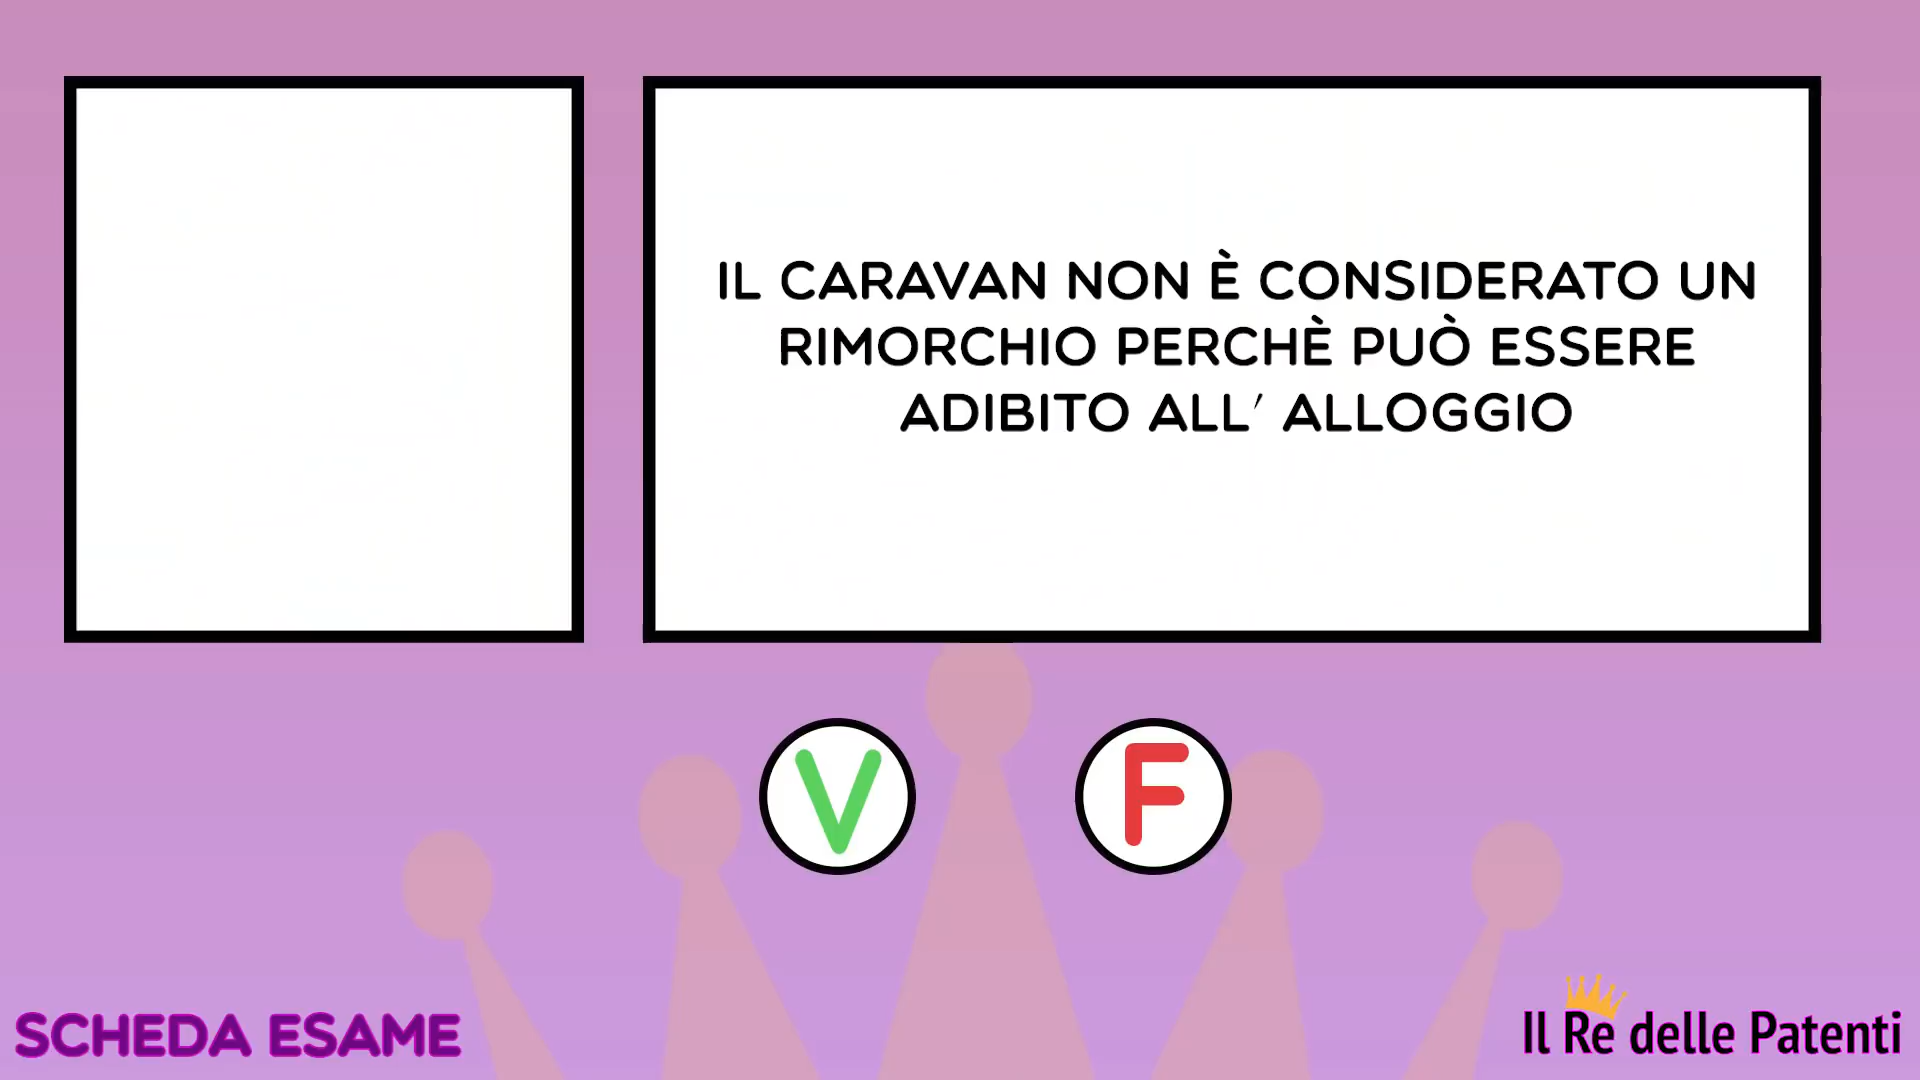 IL CARAVAN NON È CONSIDERATO UN
RIMORCHIO PERCHÈ PUÒ ESSERE
ADIBITO ALL' ALLOGGIO
V F
SCHEDA ESAME
Il Re delle Patenti